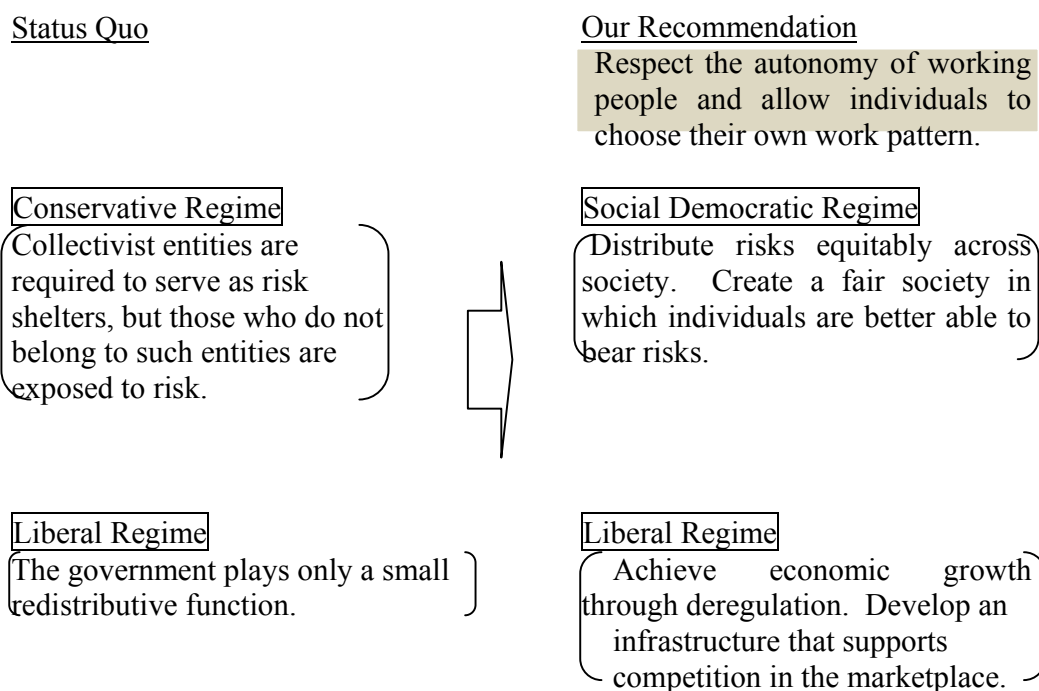 Status Quo
Our Recommendation
Respect the autonomy of working
people and allow individuals to
choose their own work pattern.
Conservative Regime
Collectivist entities are
required to serve as risk
shelters, but those who do not
belong to such entities are
exposed to risk.
Social Democratic Regime
Distribute risks equitably across
society. Create a fair society in
which individuals are better able to
bear risks.
Liberal Regime
The government plays only a small
redistributive function.
Liberal Regime
Achieve economic growth
through deregulation. Develop an
infrastructure that supports
competition in the marketplace.